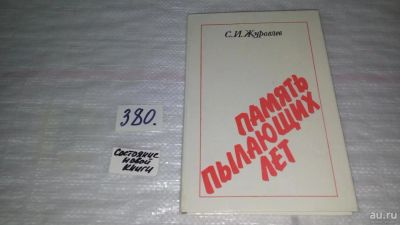 С.И. Журавлев
ПАМЯТЬ
ПЫЛАЮЩИХ
ЛЕТ
380.
Состояние
новой
книги
au.ru